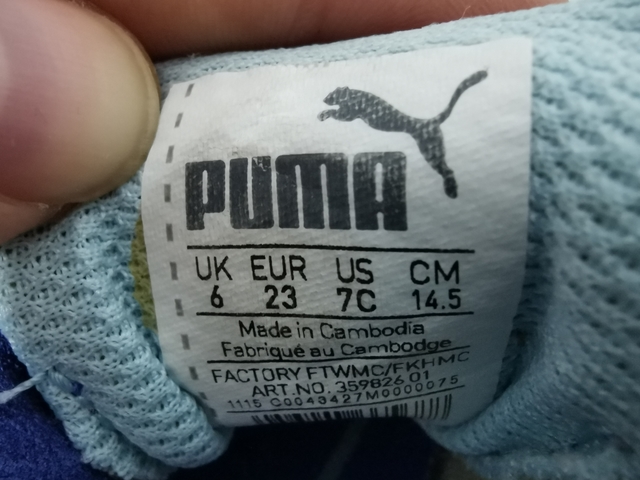 PUMA
UK EUR US CM
6 23 7C 14.5
Made in Cambodia
Fabriqué au Cambodge
FACTORY FTWMC/FKHMC
ART.NO. 359826 01
1115 C0043427M0000075